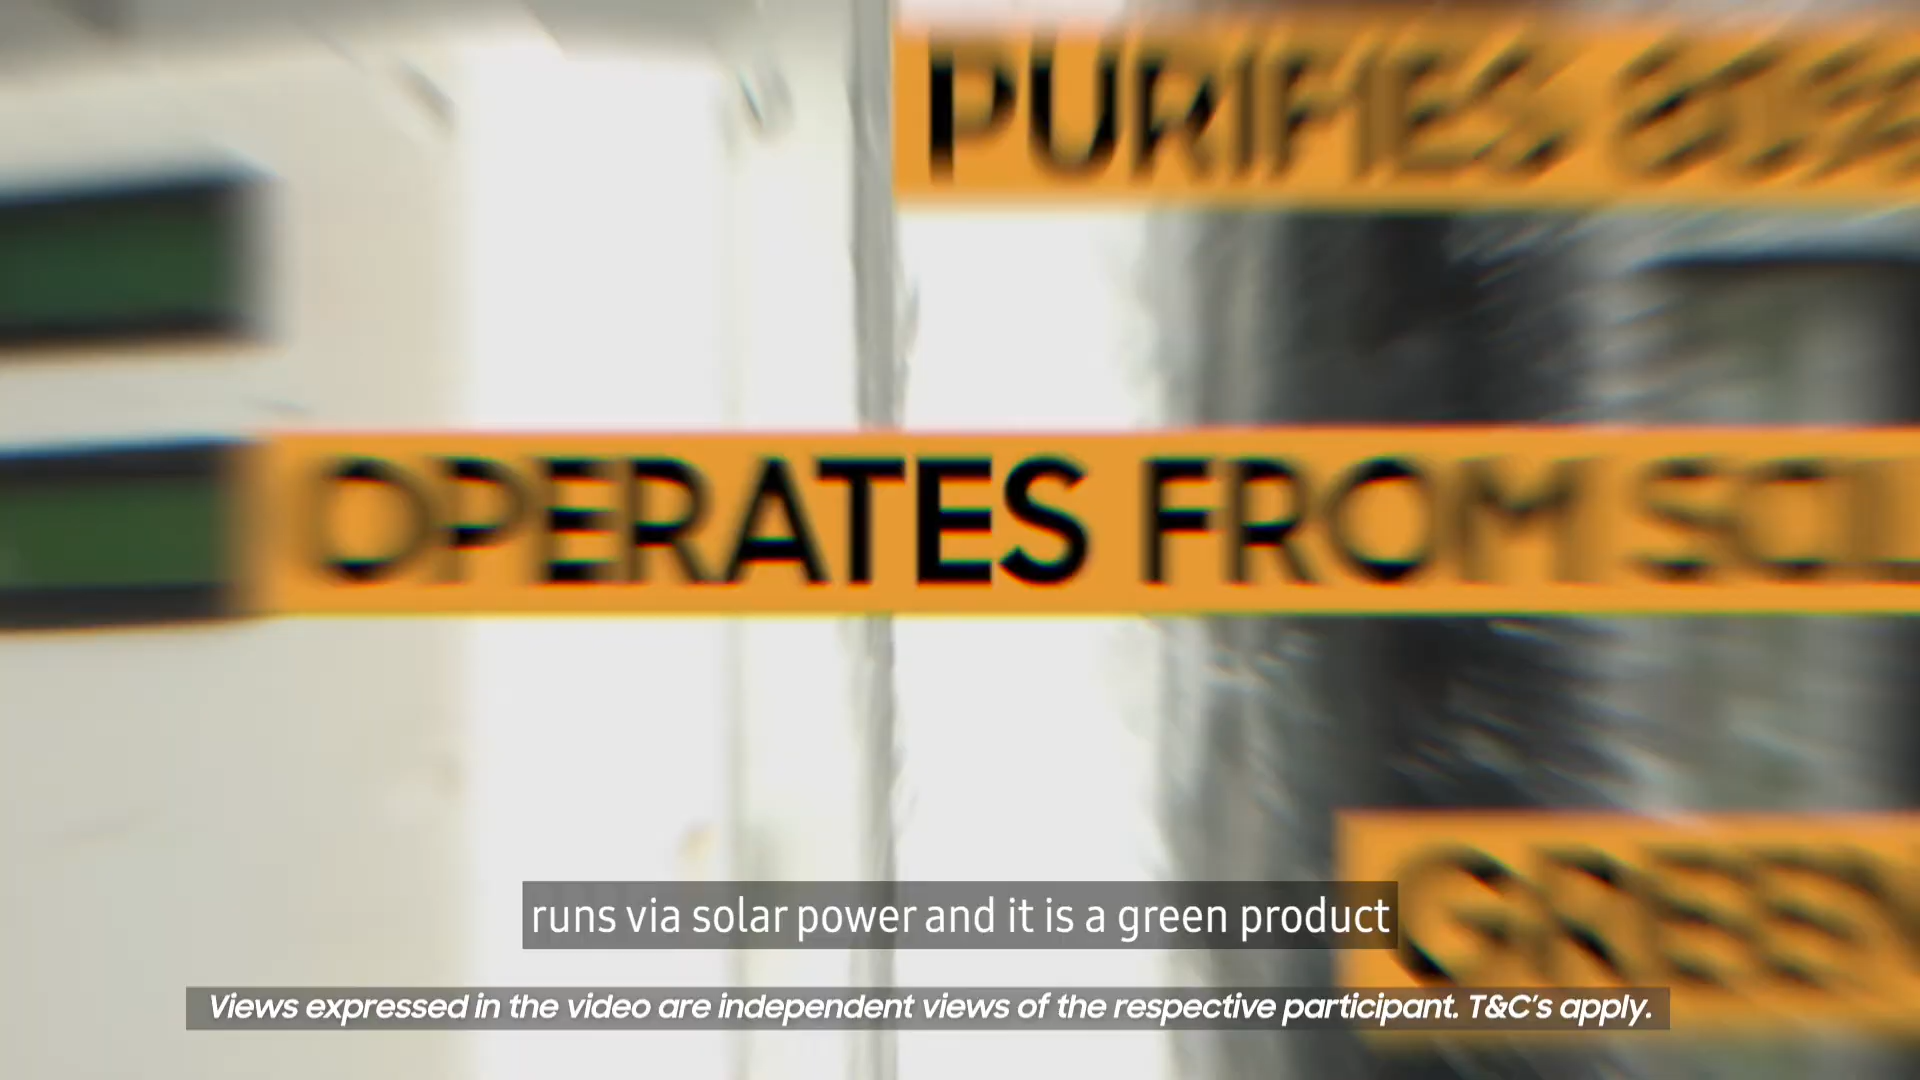 PURIFIES
OPERATES FROM
GREEN
runs via solar power and it is a green product
Views expressed in the video are independent views of the respective participant. T&C's apply.